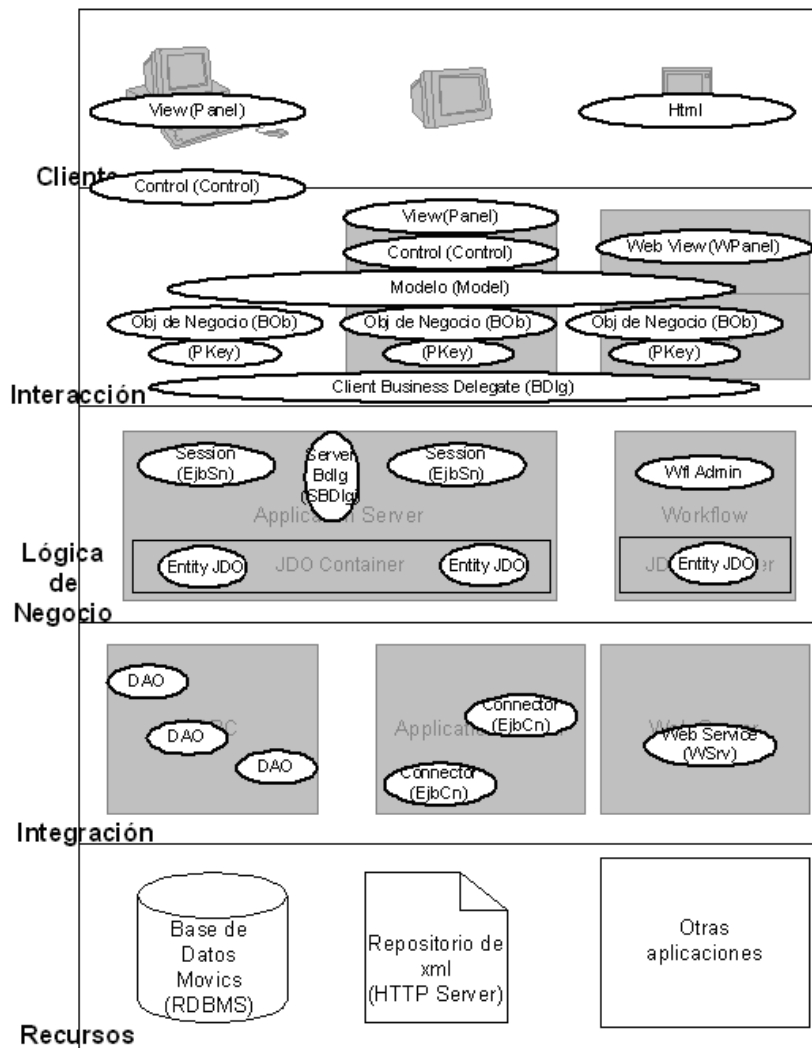 View (Panel)
Html
Cliente
Control (Control)
View (Panel)
Control (Control)
Web View (WPanel)
Modelo (Model)
Obj de Negocio (BOb)
Obj de Negocio (BOb)
Obj de Negocio (BOb)
(PKey)
(PKey)
(PKey)
Client Business Delegate (BDlg)
Interacción
Session
(EjbSn)
Server
Bdlg
(SBDlg)
Session
(EjbSn)
Wfl Admin
Application Server
Workflow
Entity JDO
JDO Container
Entity JDO
Entity JDO
Lógica
de
Negocio
DAO
DAO
DAO
Connector
(EjbCn)
Connector
(EjbCn)
Web Service
(WSrv)
Integración
Base de
Datos
Movics
(RDBMS)
Repositorio de
xml
(HTTP Server)
Otras
aplicaciones
Recursos